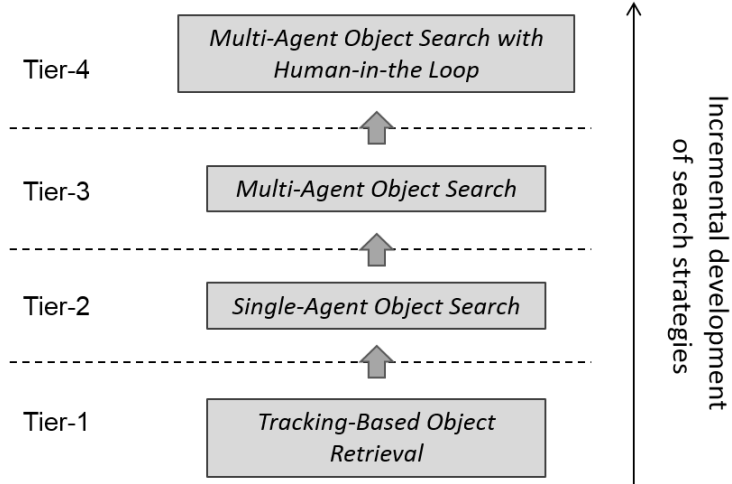 Tier-4
Multi-Agent Object Search with
Human-in-the Loop
Tier-3
Multi-Agent Object Search
Tier-2
Single-Agent Object Search
Tier-1
Tracking-Based Object
Retrieval
Incremental development
of search strategies